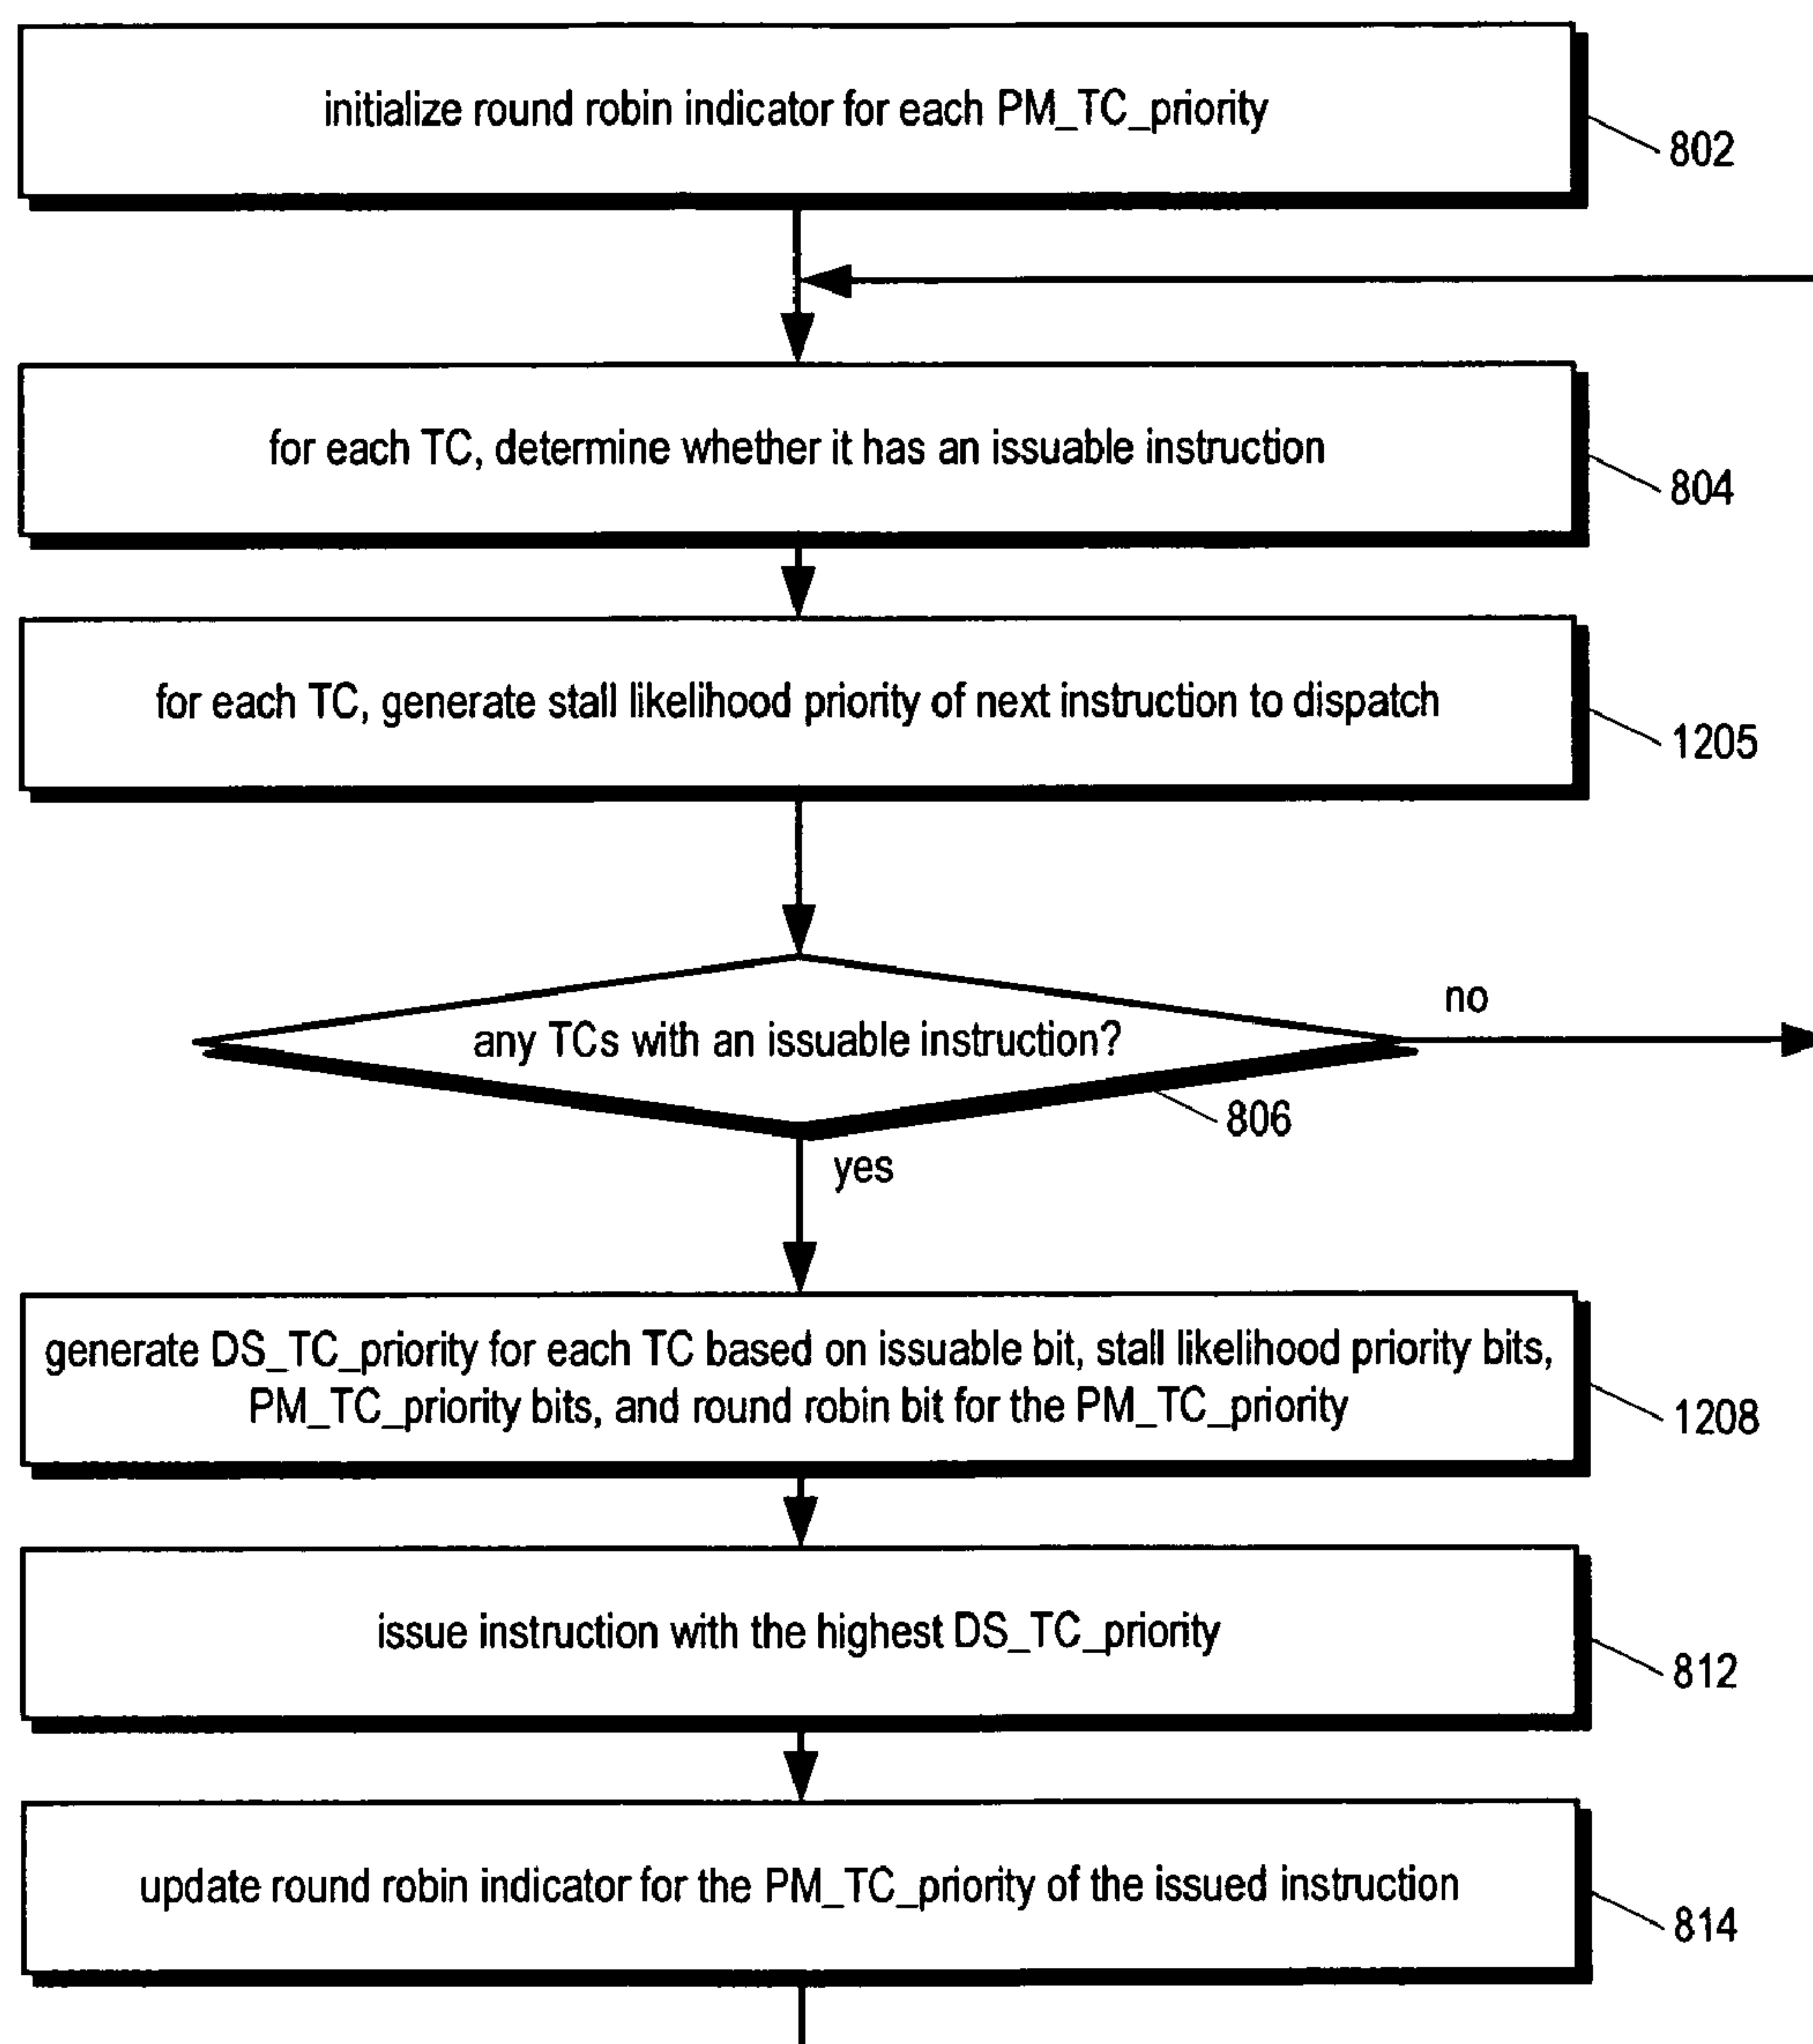 initialize round robin indicator for each PM_TC_priority
802
for each TC, determine whether it has an issuable instruction
804
for each TC, generate stall likelihood priority of next instruction to dispatch
1205
no
any TCs with an issuable instruction?
806
yes
generate DS_TC_priority for each TC based on issuable bit, stall likelihood priority bits,
PM_TC_priority bits, and round robin bit for the PM_TC_priority
1208
issue instruction with the highest DS_TC_priority
812
update round robin indicator for the PM_TC_priority of the issued instruction
814